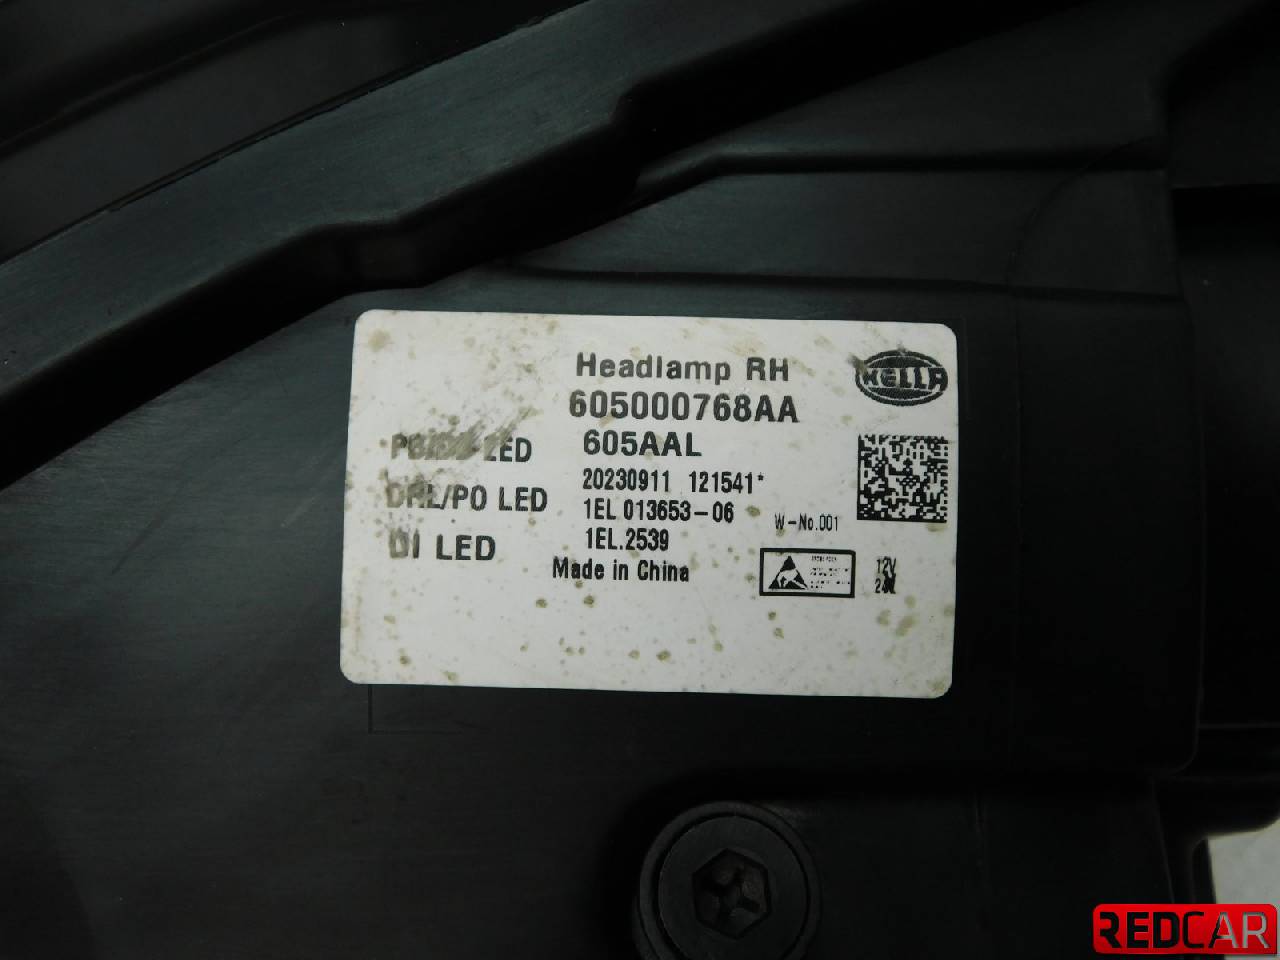 Headlamp RH
HELLA
605000768AA
605AAL
LED
20230911 121541*
DRL/PO LED
1EL 013653-06
W-No.001
DI LED
1EL.2539
Made in China
12V
REDCAR